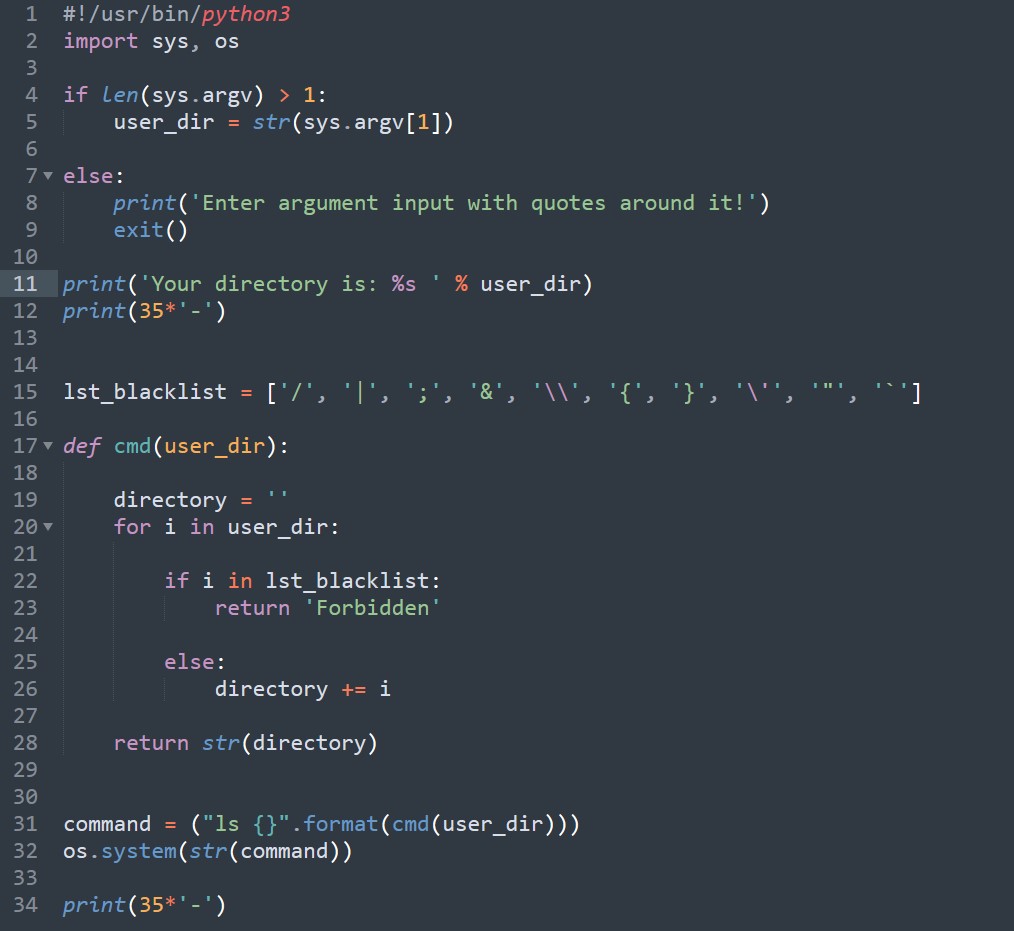 1 #!/usr/bin/python3
2 import sys, os
3
4 if len(sys.argv) > 1:
5     user_dir = str(sys.argv[1])
6
7 else:
8     print('Enter argument input with quotes around it!')
9     exit()
10
11 print('Your directory is: %s ' % user_dir)
12 print(35*'-')
13
14
15 lst_blacklist = ['/', '|', ';', '&', '\\', '{', '}', '\'', '"', '`']
16
17 def cmd(user_dir):
18
19     directory = ''
20     for i in user_dir:
21
22         if i in lst_blacklist:
23             return 'Forbidden'
24
25         else:
26             directory += i
27
28     return str(directory)
29
30
31 command = ("ls {}".format(cmd(user_dir)))
32 os.system(str(command))
33
34 print(35*'-')